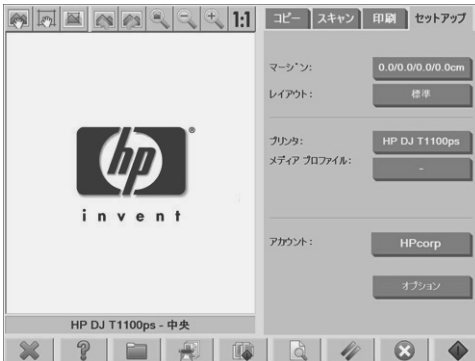 1:1
コピー スキャン 印刷 セットアップ
マージン: 0.0/0.0/0.0/0.0cm
レイアウト: 標準
hp
®
invent
プリンタ: HP DJ T1100ps
メディア プロファイル: -
アカウント: HPcorp
オプション
HP DJ T1100ps - 中央
?